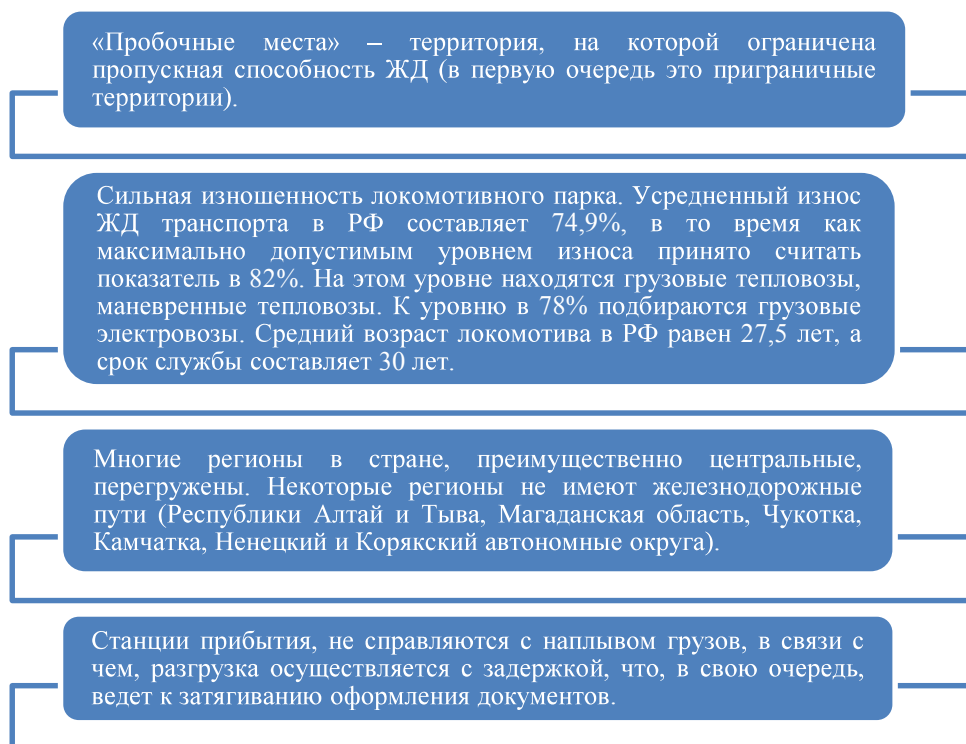 «Пробочные места» – территория, на которой ограничена
пропускная способность ЖД (в первую очередь это приграничные
территории).
Сильная изношенность локомотивного парка. Усредненный износ
ЖД транспорта в РФ составляет 74,9%, в то время как
максимально допустимым уровнем износа принято считать
показатель в 82%. На этом уровне находятся грузовые тепловозы,
маневренные тепловозы. К уровню в 78% подбираются грузовые
электровозы. Средний возраст локомотива в РФ равен 27,5 лет, а
срок службы составляет 30 лет.
Многие регионы в стране, преимущественно центральные,
перегружены. Некоторые регионы не имеют железнодорожные
пути (Республики Алтай и Тыва, Магаданская область, Чукотка,
Камчатка, Ненецкий и Корякский автономные округа).
Станции прибытия, не справляются с наплывом грузов, в связи с
чем, разгрузка осуществляется с задержкой, что, в свою очередь,
ведет к затягиванию оформления документов.